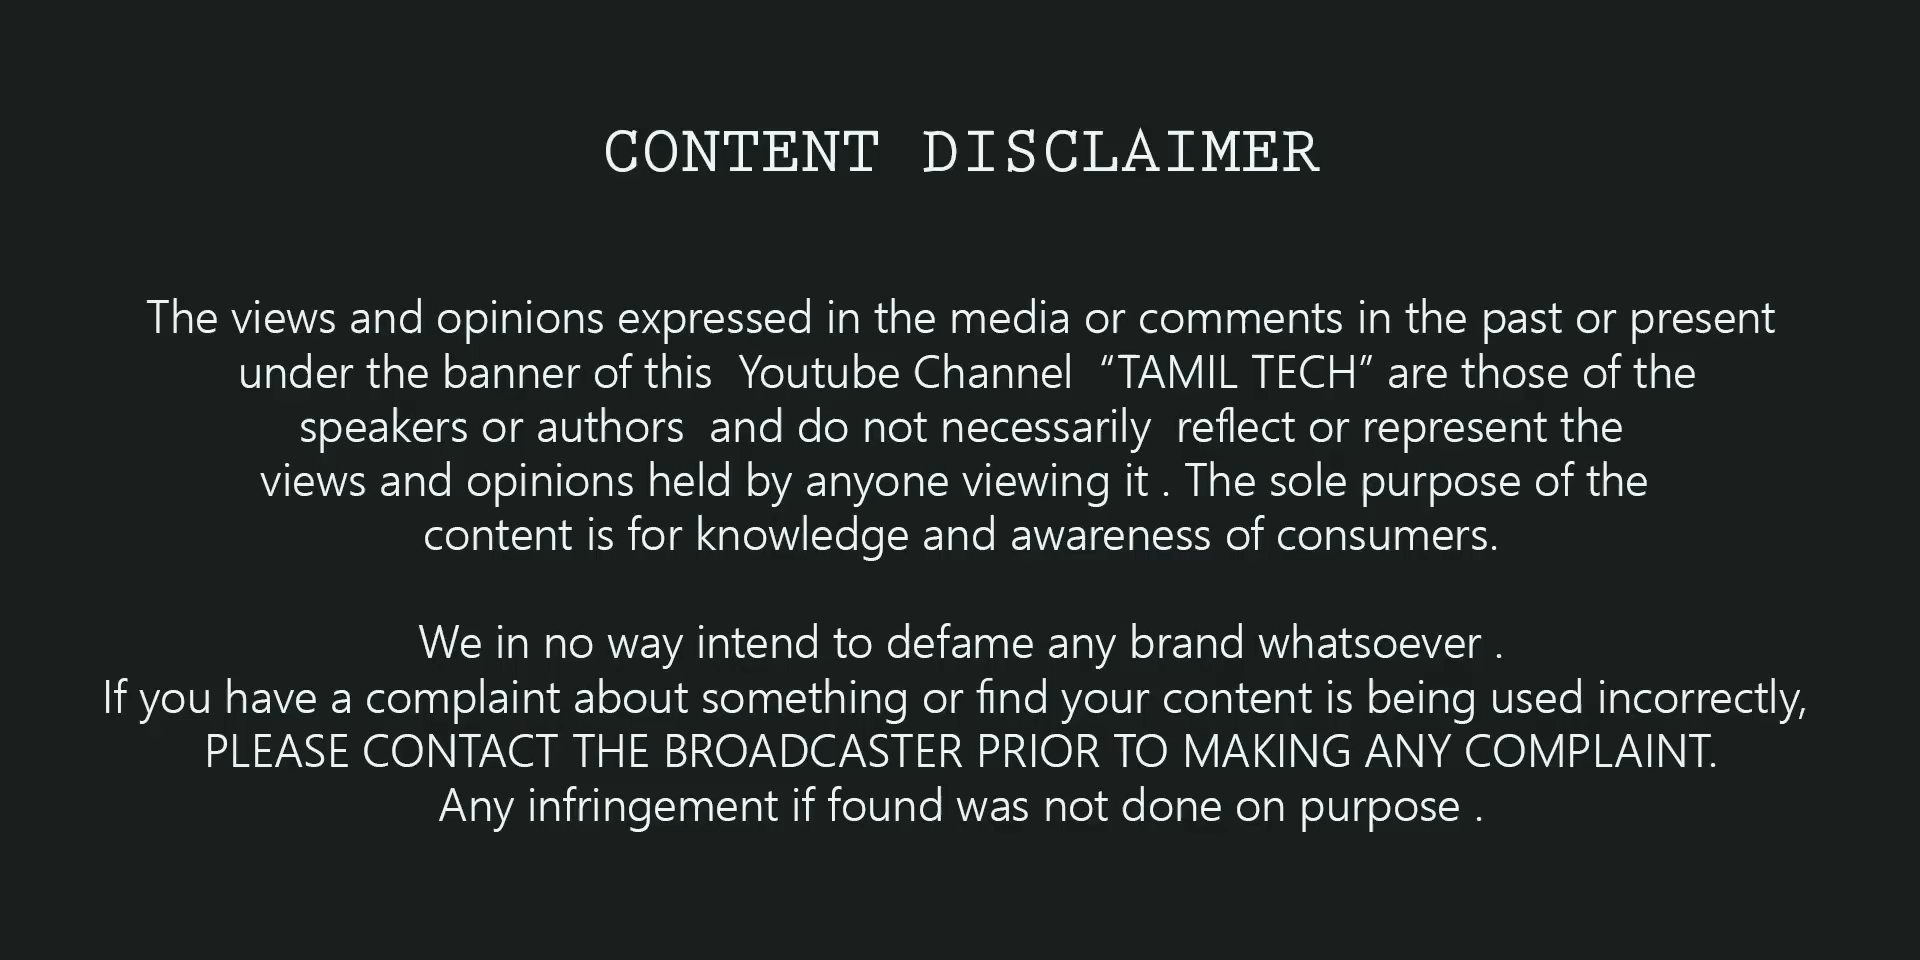 CONTENT DISCLAIMER
The views and opinions expressed in the media or comments in the past or present
under the banner of this  Youtube Channel  “TAMIL TECH” are those of the
speakers or authors  and do not necessarily  reflect or represent the
views and opinions held by anyone viewing it . The sole purpose of the
content is for knowledge and awareness of consumers.
We in no way intend to defame any brand whatsoever .
If you have a complaint about something or find your content is being used incorrectly,
PLEASE CONTACT THE BROADCASTER PRIOR TO MAKING ANY COMPLAINT.
Any infringement if found was not done on purpose .